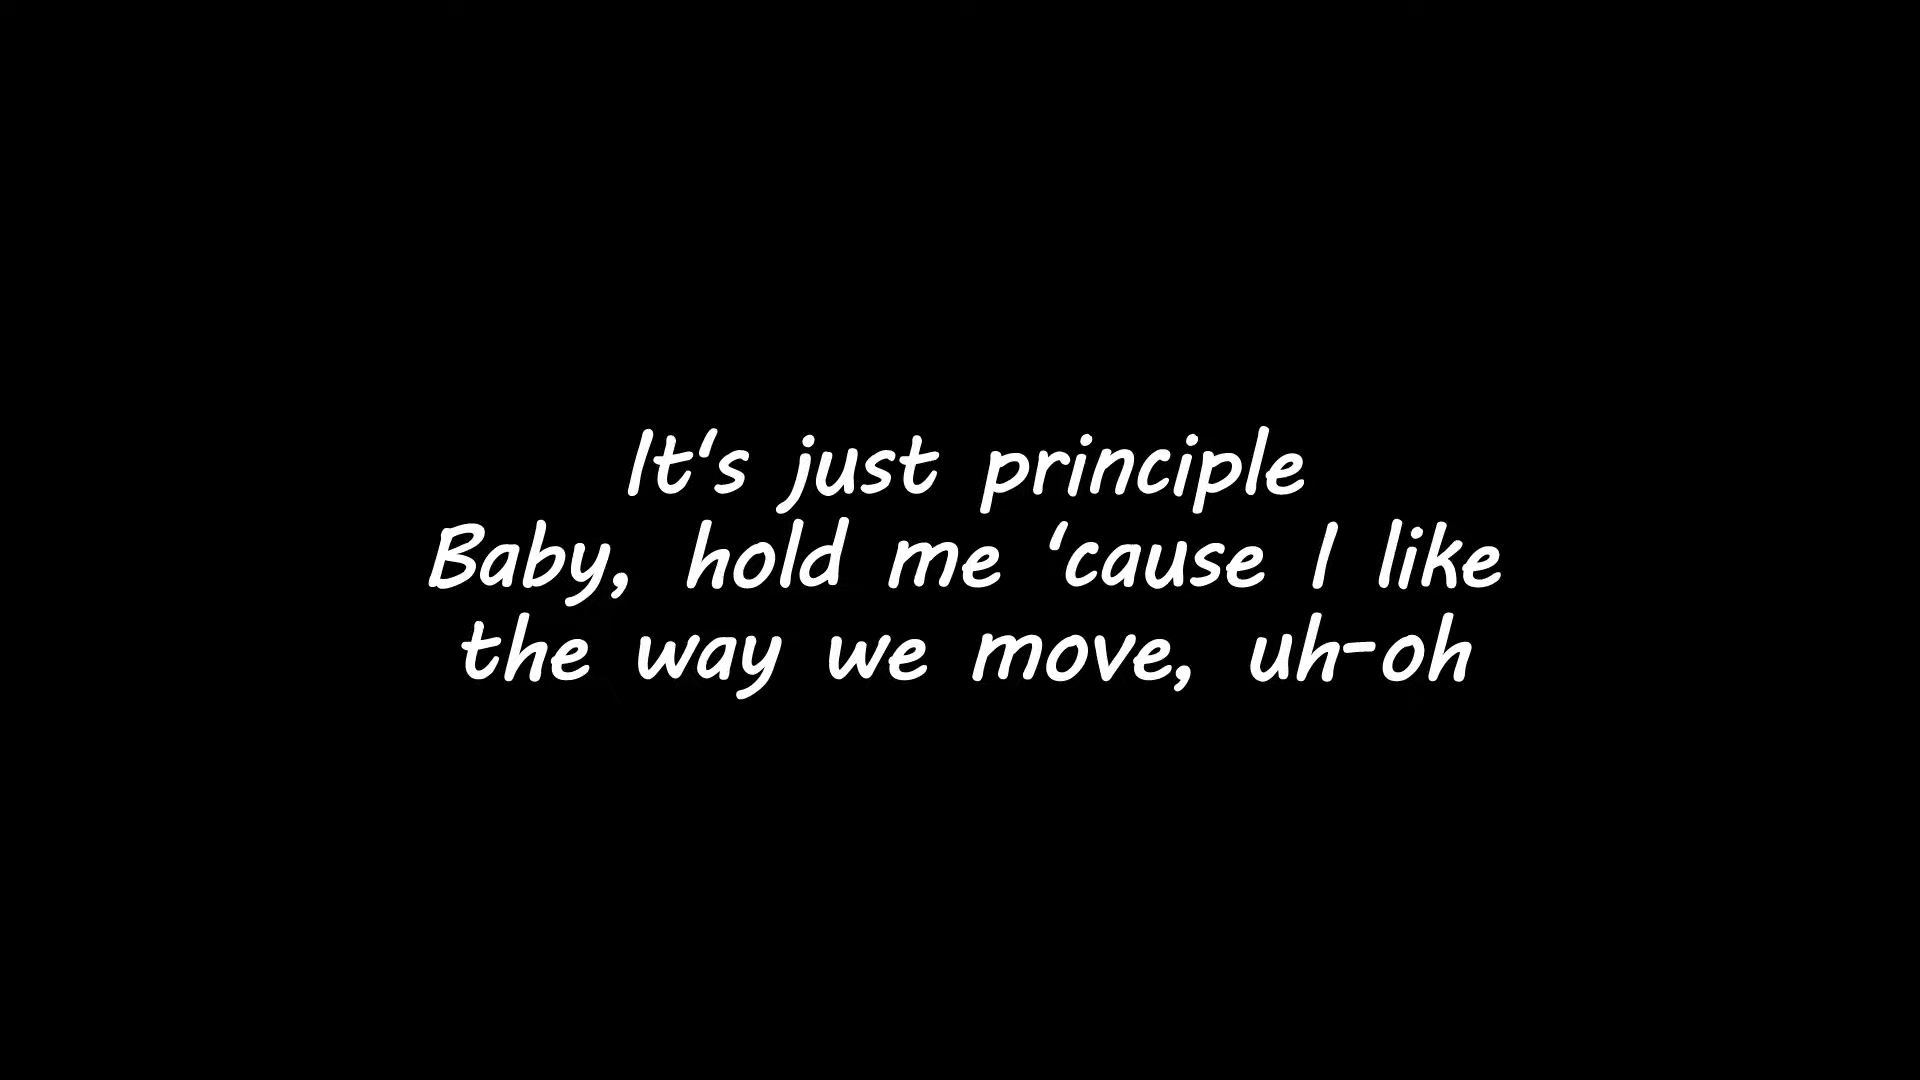 It's just principle
Baby, hold me 'cause I like
the way we move, uh-oh